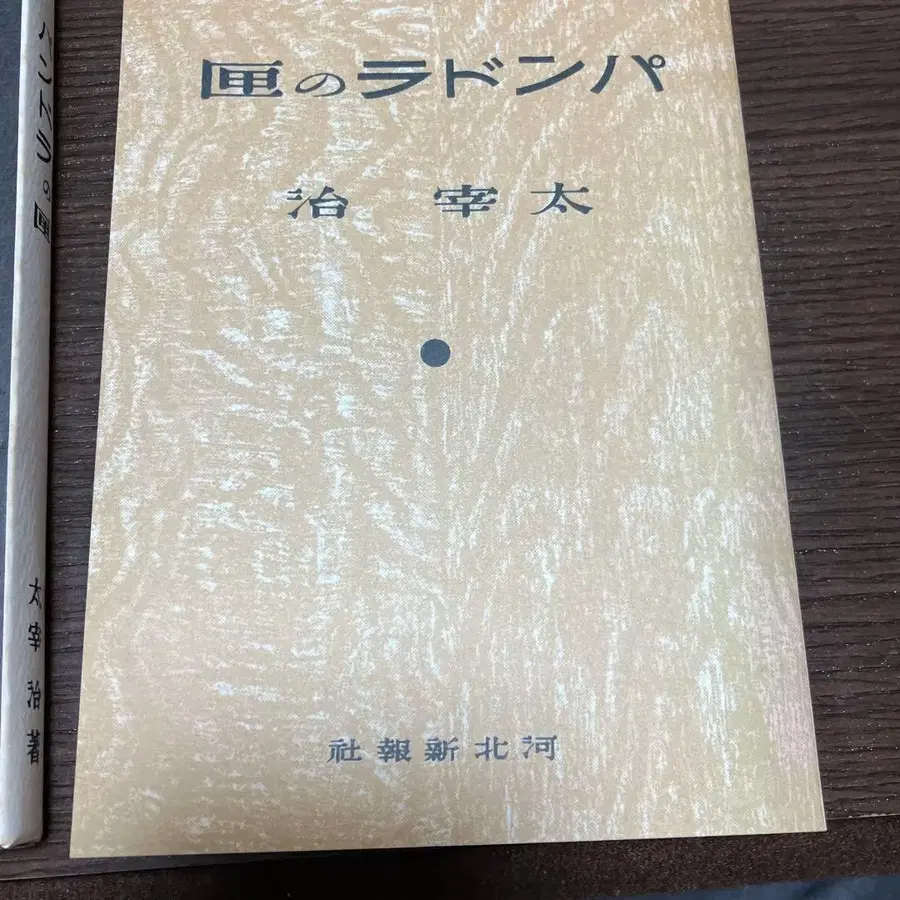 パンドラの匣
太宰 治
河北新報社
パンドラの匣
太宰治著